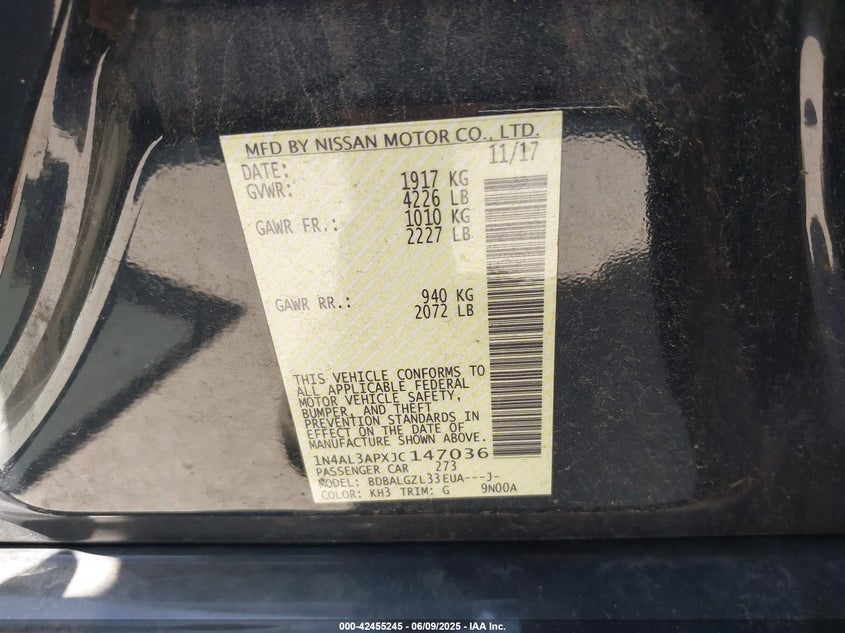 MFD BY NISSAN MOTOR CO., LTD.
DATE: 11/17
GVWR: 1917 KG
4226 LB
GAWR FR.: 1010 KG
2227 LB
GAWR RR.: 940 KG
2072 LB
THIS VEHICLE CONFORMS TO
ALL APPLICABLE FEDERAL
MOTOR VEHICLE SAFETY,
BUMPER, AND THEFT
PREVENTION STANDARDS IN
EFFECT ON THE DATE OF
MANUFACTURE SHOWN ABOVE.
1N4AL3APXJC147036
PASSENGER CAR 273
MODEL: BDBALGZL33EUA---J-
COLOR: KH3 TRIM: G 9N00A
000-42455245 - 06/09/2025 - IAA Inc.